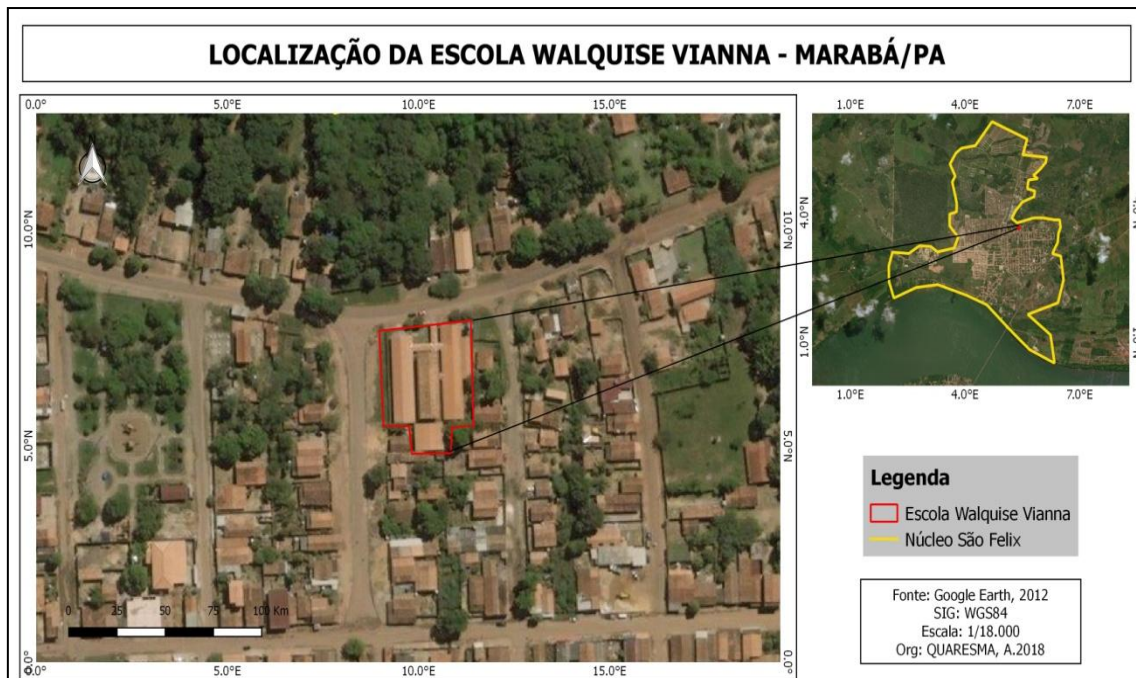 LOCALIZAÇÃO DA ESCOLA WALQUISE VIANNA - MARABÁ/PA
0.0° 5.0°E 10.0°E 15.0°E
10.0°N
5.0°N
10.0°N
5.0°N
0.0°
0 25 50 75 100 Km
0.0° 5.0°E 10.0°E 15.0°E
1.0°E 4.0°E 7.0°E
4.0°N
1.0°N
1.0°E 4.0°E 7.0°E
Legenda
Escola Walquise Vianna
Núcleo São Felix
Fonte: Google Earth, 2012
SIG: WGS84
Escala: 1/18.000
Org: QUARESMA, A.2018